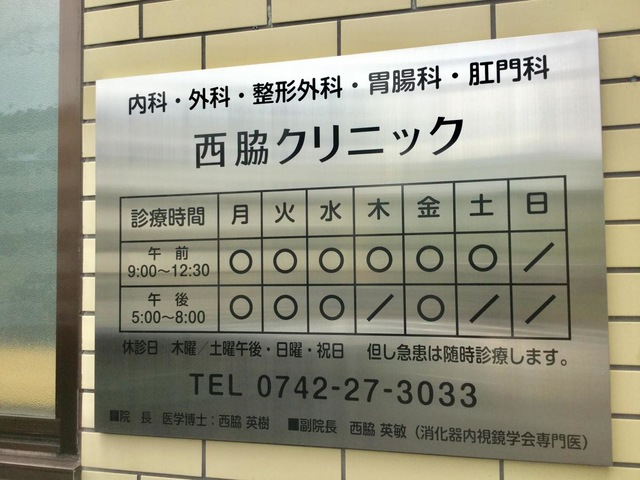 内科・外科・整形外科・胃腸科・肛門科
西脇クリニック
診療時間 月 火 水 木 金 土 日
午前 9:00〜12:30 ○ ○ ○ ○ ○ ○ ／
午後 5:00〜8:00 ○ ○ ○ ／ ○ ／ ／
休診日 木曜／土曜午後・日曜・祝日 但し急患は随時診療します。
TEL 0742-27-3033
■院 長 医学博士：西脇 英樹 ■副院長 西脇 英敏（消化器内視鏡学会専門医）